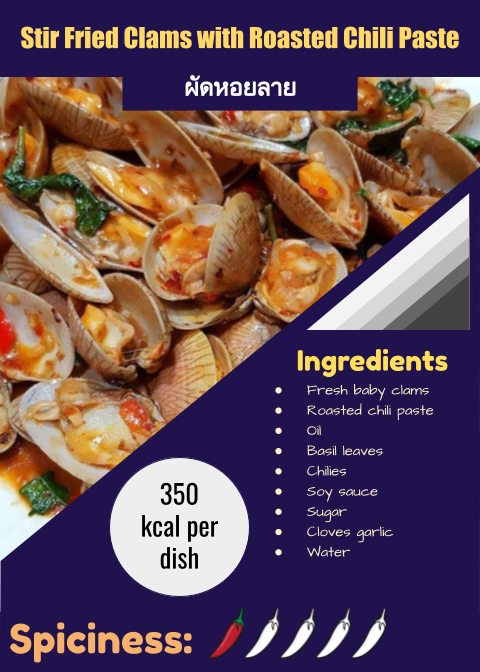 Stir Fried Clams with Roasted Chili Paste
ผัดหอยลาย
Ingredients
● Fresh baby clams
● Roasted chili paste
● Oil
● Basil leaves
● Chilies
● Soy sauce
● Sugar
● Cloves garlic
● Water
350
kcal per
dish
Spiciness: